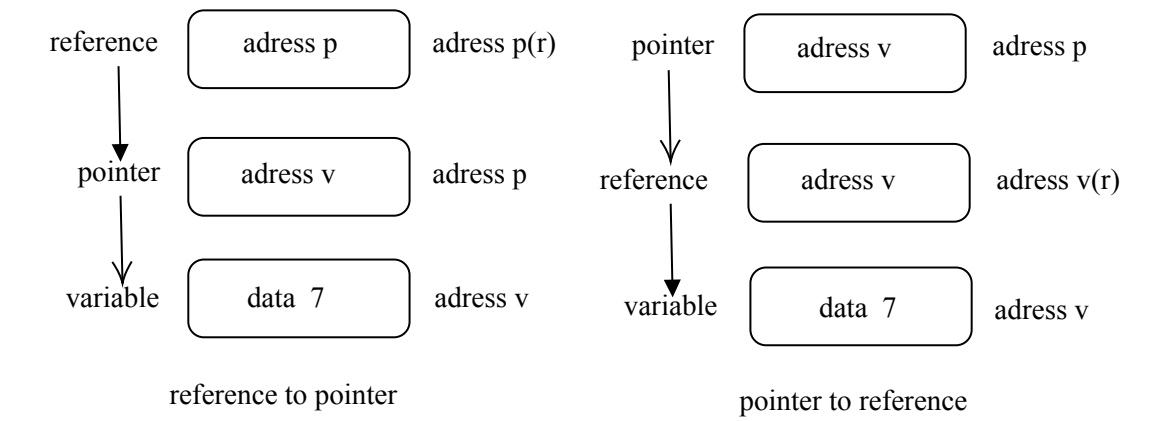 reference adress p adress p(r)
pointer adress v adress p
variable data 7 adress v
reference to pointer
pointer adress v adress p
reference adress v adress v(r)
variable data 7 adress v
pointer to reference